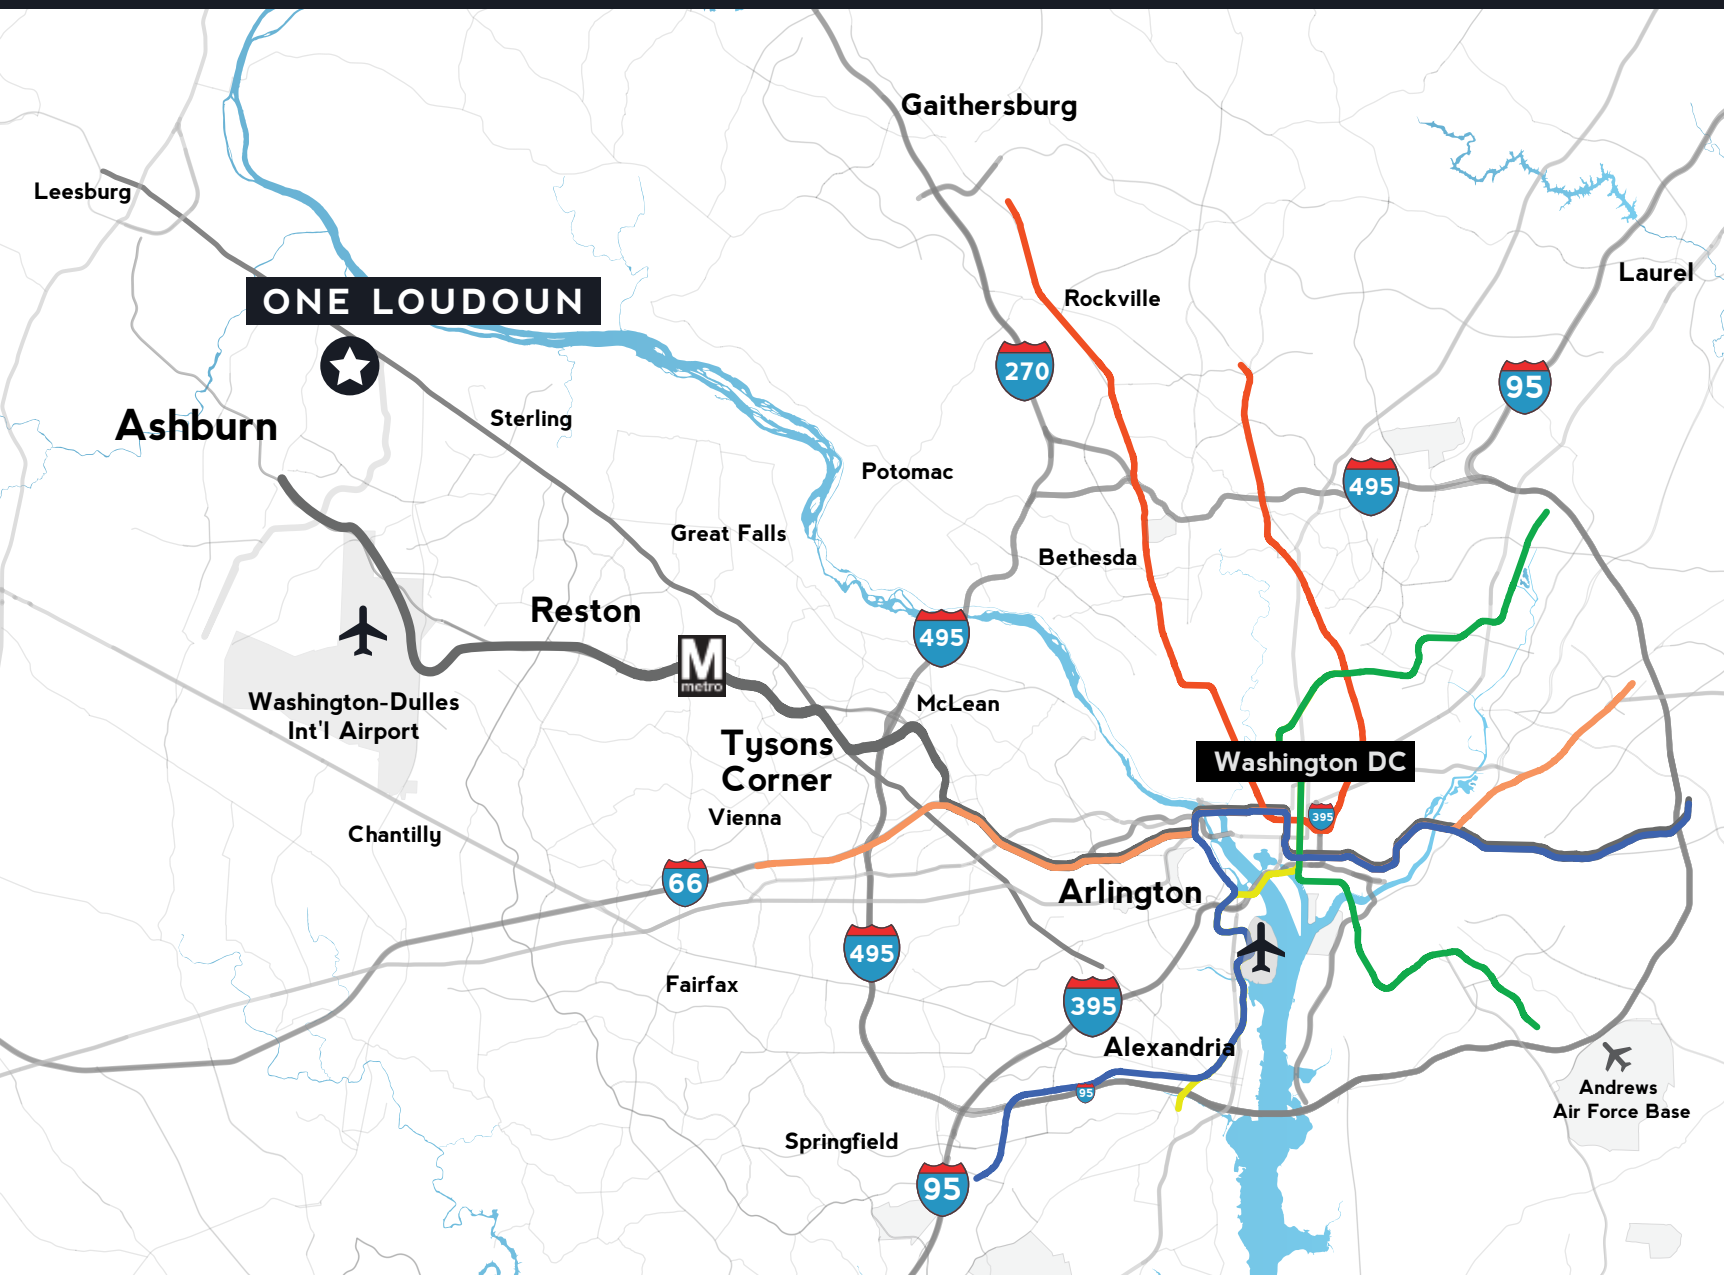 Gaithersburg
Leesburg
Laurel
ONE LOUDOUN
Rockville
270
95
Ashburn
Sterling
Potomac
495
Great Falls
Bethesda
Reston
495
M
metro
Washington-Dulles
Int'l Airport
McLean
Tysons
Corner
Washington DC
Vienna
395
Chantilly
66
Arlington
495
Fairfax
395
Alexandria
95
Andrews
Air Force Base
Springfield
95